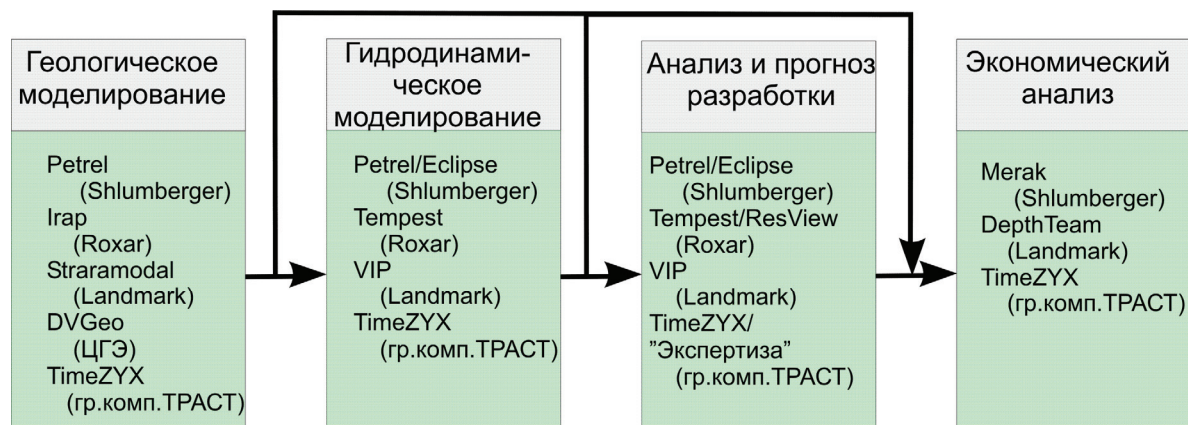 Геологическое
моделирование
Petrel
(Shlumberger)
Irap
(Roxar)
Straramodal
(Landmark)
DVGeo
(ЦГЭ)
TimeZYX
(гр.комп.ТРАСТ)
Гидродинами-
ческое
моделирование
Petrel/Eclipse
(Shlumberger)
Tempest
(Roxar)
VIP
(Landmark)
TimeZYX
(гр.комп.ТРАСТ)
Анализ и прогноз
разработки
Petrel/Eclipse
(Shlumberger)
Tempest/ResView
(Roxar)
VIP
(Landmark)
TimeZYX/
”Экспертиза”
(гр.комп.ТРАСТ)
Экономический
анализ
Merak
(Shlumberger)
DepthTeam
(Landmark)
TimeZYX
(гр.комп.ТРАСТ)